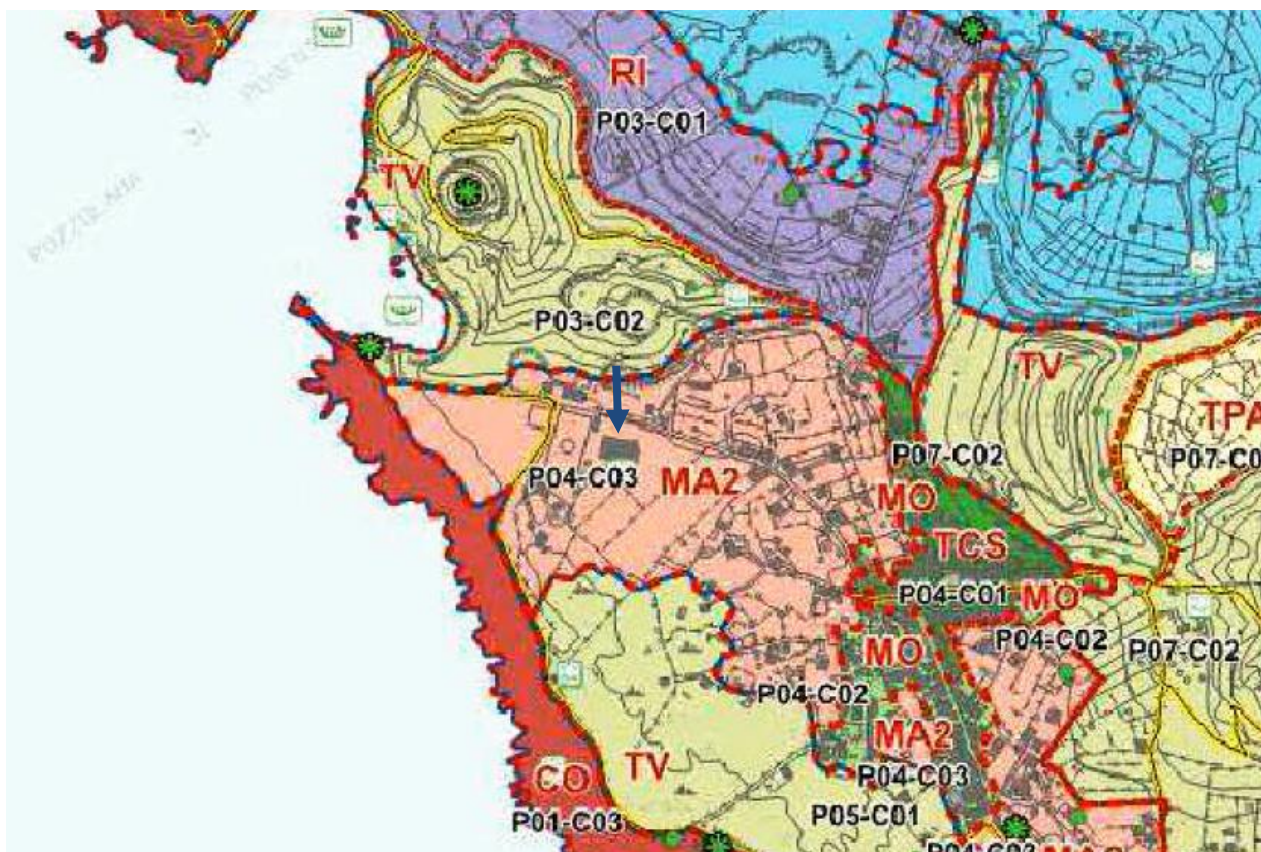 RI
P03-C01
TV
P03-C02
TV
TPA
P07-C02
P07-C0
P04-C03
MA2
MO
TCS
P04-C01
MO
P04-C02
MO
P07-C02
P04-C02
MA2
TV
CO
P04-C03
P05-C01
P01-C03